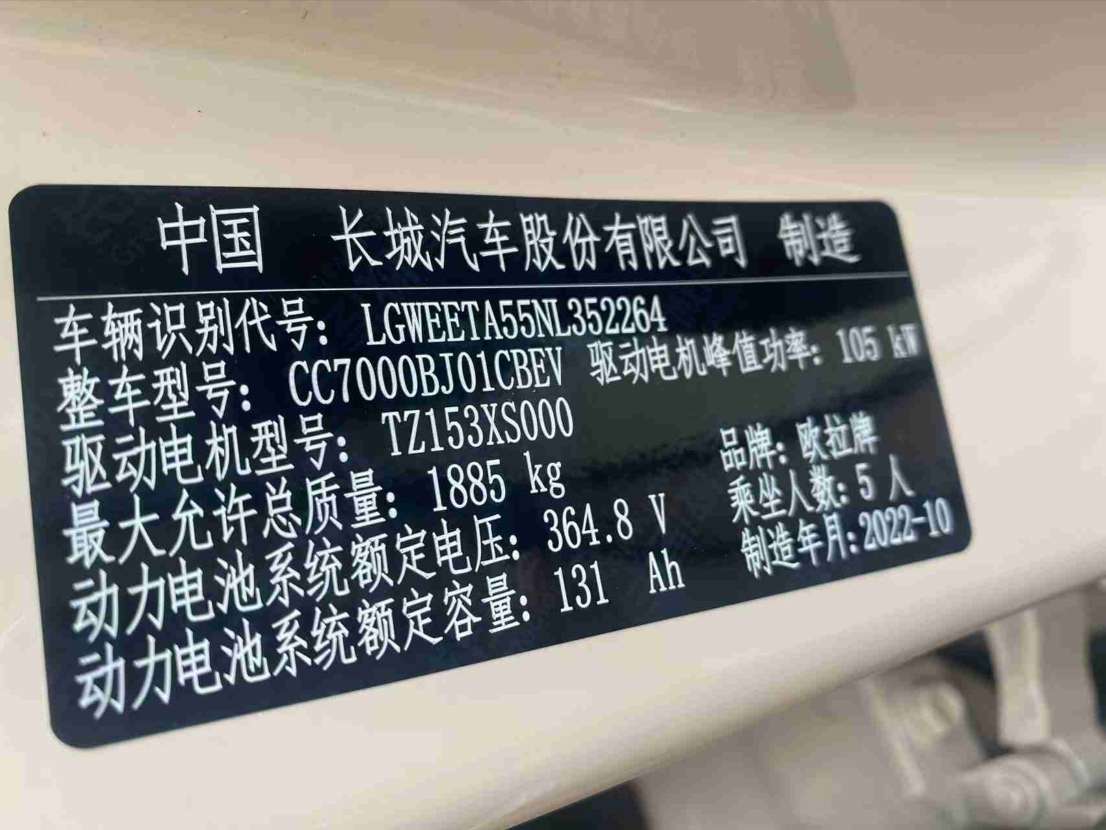 中国 长城汽车股份有限公司 制造
车辆识别代号: LGWEETA55NL352264
整车型号: CC7000BJ01CBEV 驱动电机峰值功率: 105 kW
驱动电机型号: TZ153XS000
最大允许总质量: 1885 kg 品牌: 欧拉牌
动力电池系统额定电压: 364.8 V 乘坐人数: 5 人
动力电池系统额定容量: 131 Ah 制造年月: 2022-10